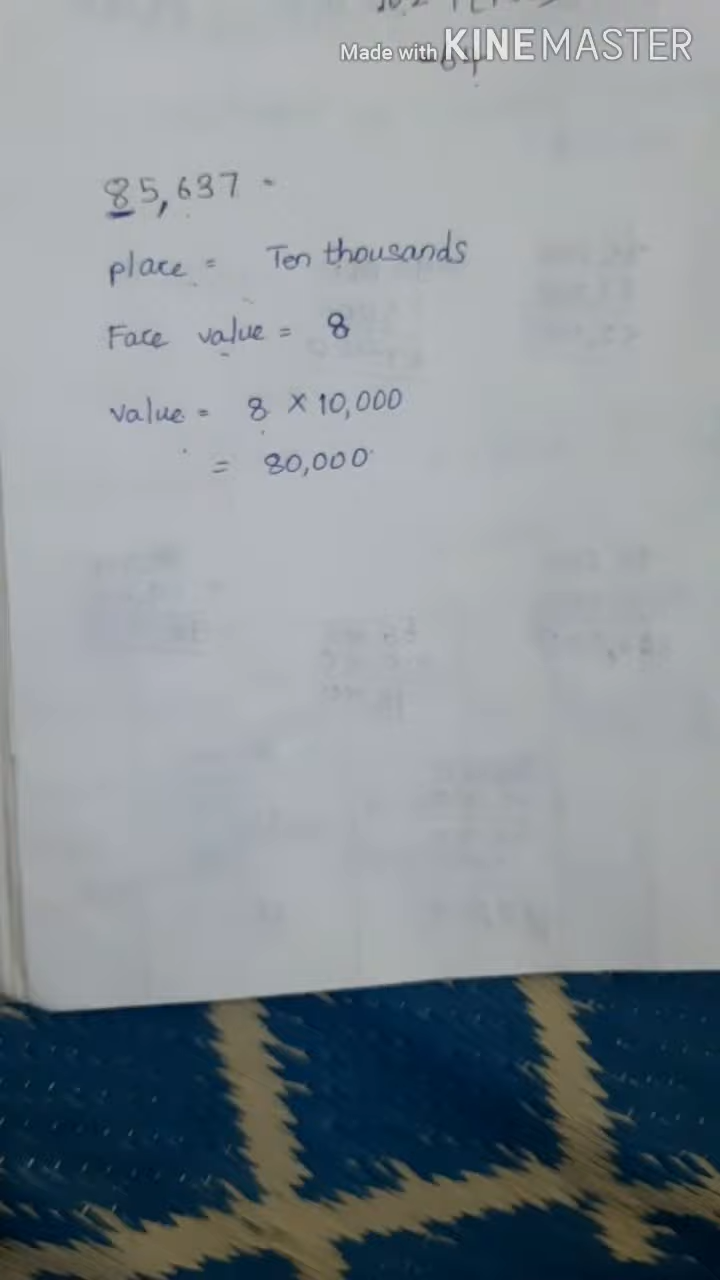 Made with KINEMASTER
85,637
place = Ten thousands
Face value = 8
value = 8 × 10,000
= 80,000